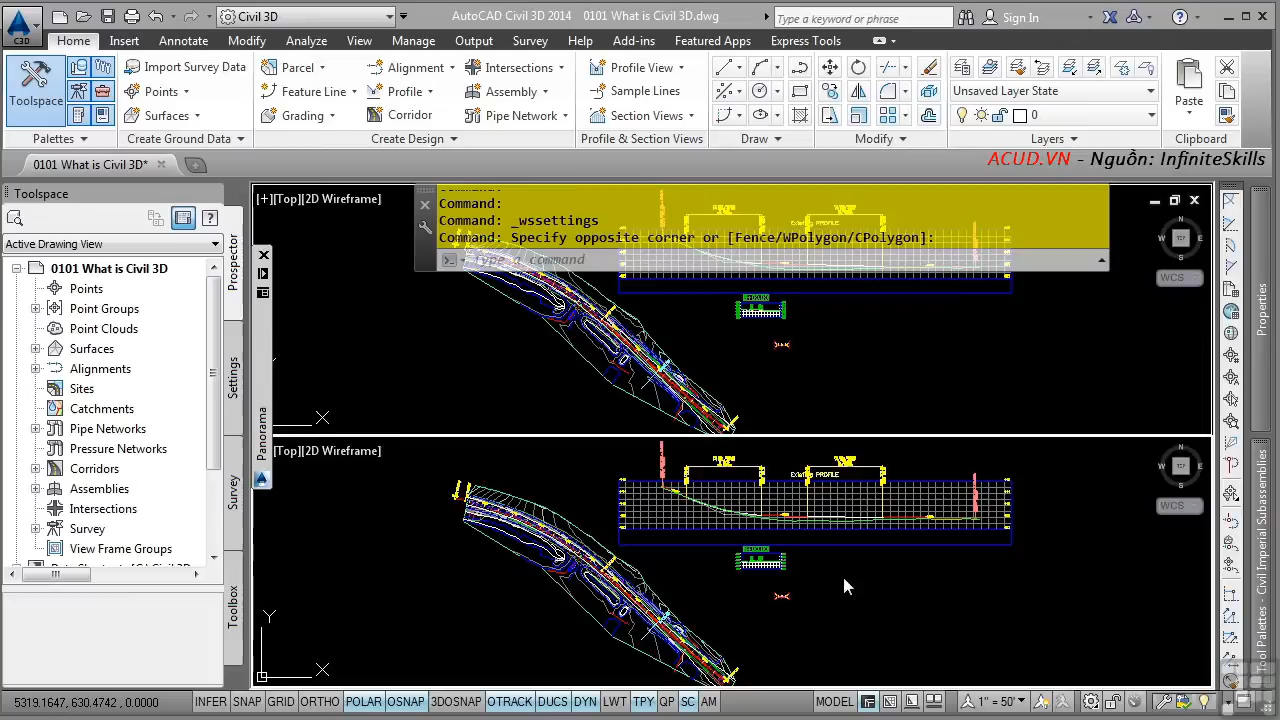 Civil 3D
AutoCAD Civil 3D 2014 0101 What is Civil 3D.dwg
Type a keyword or phrase
Sign In
C3D
Home Insert Annotate Modify Analyze View Manage Output Survey Help Add-ins Featured Apps Express Tools
Toolspace
Import Survey Data
Points
Surfaces
Parcel
Feature Line
Grading
Alignment
Profile
Corridor
Intersections
Assembly
Pipe Network
Profile View
Sample Lines
Section Views
Unsaved Layer State
0
Paste
Palettes Create Ground Data Create Design Profile & Section Views Draw Modify Layers Clipboard
0101 What is Civil 3D*
ACUD.VN - Nguồn: InfiniteSkills
Toolspace
Active Drawing View
0101 What is Civil 3D
Points
Point Groups
Point Clouds
Surfaces
Alignments
Sites
Catchments
Pipe Networks
Pressure Networks
Corridors
Assemblies
Intersections
Survey
View Frame Groups
Prospector
Settings
Survey
Toolbox
Panorama
[+][Top][2D Wireframe]
Command:
Command: _wssettings
Command: Specify opposite corner or [Fence/WPolygon/CPolygon]:
Type a command
Existing PROFILE
N
W TOP E
S
WCS
[Top][2D Wireframe]
Existing PROFILE
N
W TOP E
S
WCS
Y
X
X
Properties
Tool Palettes - Civil Imperial Subassemblies
5319.1647, 630.4742, 0.0000
INFER SNAP GRID ORTHO POLAR OSNAP 3DOSNAP OTRACK DUCS DYN LWT TPY QP SC AM
MODEL
1" = 50'